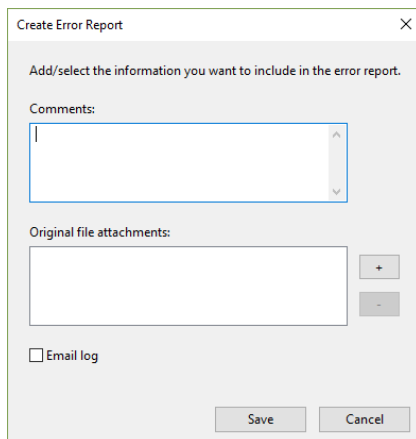 Create Error Report
Add/select the information you want to include in the error report.
Comments:
Original file attachments:
+
-
Email log
Save
Cancel